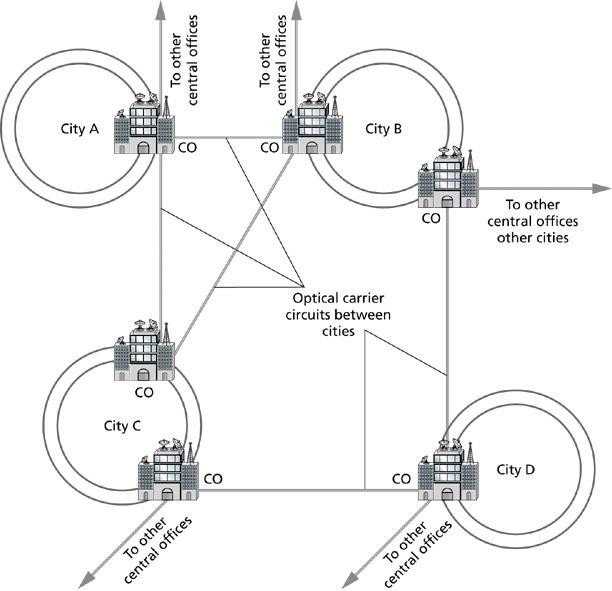 To other
central offices
To other
central offices
City A
City B
CO
CO
CO
To other
central offices
other cities
Optical carrier
circuits between
cities
CO
City C
CO
CO
City D
To other
central offices
To other
central offices